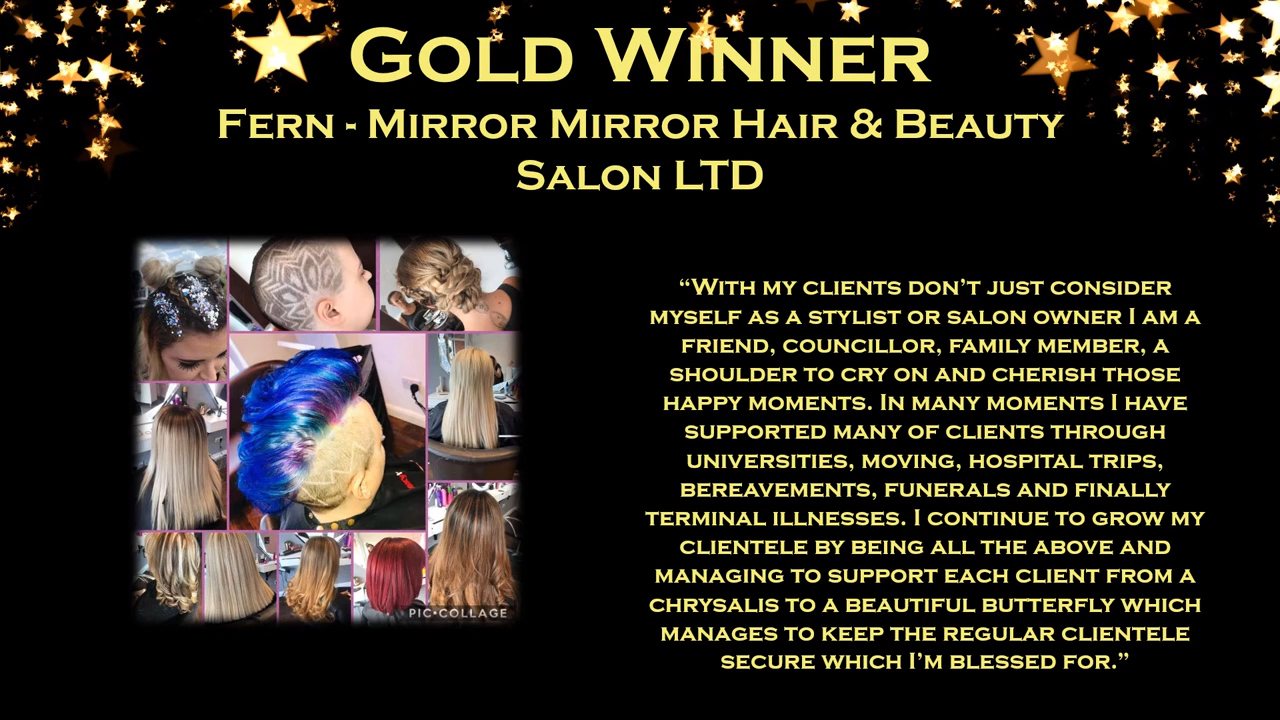 Gold Winner
Fern - Mirror Mirror Hair & Beauty
Salon LTD
“With my clients don’t just consider
myself as a stylist or salon owner I am a
friend, councillor, family member, a
shoulder to cry on and cherish those
happy moments. In many moments I have
supported many of clients through
universities, moving, hospital trips,
bereavements, funerals and finally
terminal illnesses. I continue to grow my
clientele by being all the above and
managing to support each client from a
chrysalis to a beautiful butterfly which
manages to keep the regular clientele
secure which I’m blessed for.”
PIC•COLLAGE